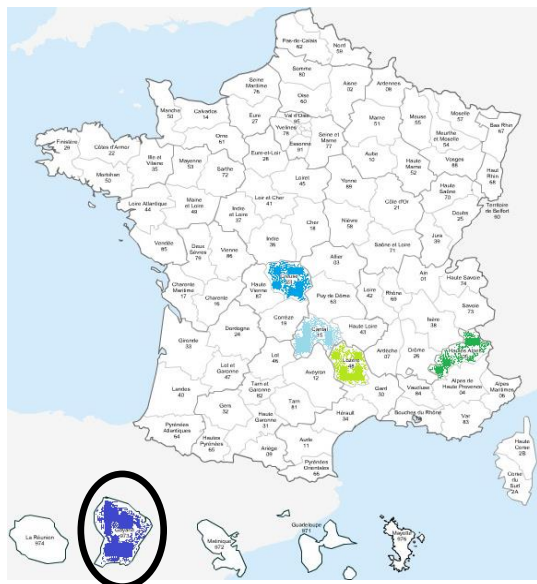 Pas-de-Calais
62
Nord
59
Somme
80
Seine
Maritime
76
Oise
60
Aisne
02
Ardennes
08
Manche
50
Calvados
14
Eure
27
Val d'Oise
95
Yvelines
78
Essonne
91
Seine et
Marne
77
Marne
51
Meuse
55
Moselle
57
Meurthe
et Moselle
54
Bas Rhin
67
Finistère
29
Côtes d'Armor
22
Morbihan
50
Ille et
Vilaine
35
Mayenne
53
Orne
61
Sarthe
72
Eure-et-Loir
28
Loiret
45
Yonne
89
Aube
10
Haute
Marne
52
Vosges
88
Haut
Rhin
68
Haute
Saône
70
Territoire
de Belfort
90
Loire Atlantique
44
Maine
et Loire
49
Indre
et Loire
37
Loir et Cher
41
Cher
18
Nièvre
58
Côte d'Or
21
Doubs
25
Jura
39
Vendée
85
Deux
Sèvres
79
Vienne
86
Indre
36
Allier
03
Saône et Loire
71
Ain
01
Haute Savoie
74
Charente
Maritime
17
Charente
16
Haute
Vienne
87
Puy de Dôme
63
Loire
42
Rhône
69
Savoie
73
Isère
38
Gironde
33
Dordogne
24
Corrèze
19
Cantal
15
Haute Loire
43
Ardèche
07
Drôme
26
Hautes Alpes
Landes
40
Lot et
Garonne
47
Lot
46
Aveyron
12
Lozère
48
Gard
30
Vaucluse
84
Alpes de
Haute Provence
04
Alpes
Maritimes
06
Gers
32
Tarn et
Garonne
82
Tarn
81
Hérault
34
Bouches du Rhône
Var
83
Pyrénées
Atlantiques
64
Hautes
Pyrénées
65
Haute
Garonne
31
Ariège
09
Aude
11
Pyrénées
Orientales
66
Haute
Corse
2B
Corse
du
Sud
2A
La Réunion
974
Martinique
972
Guadeloupe
971
Mayotte
976